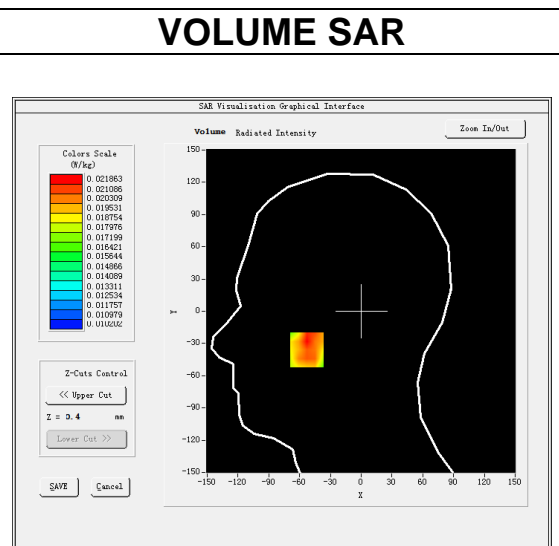 VOLUME SAR
SAR Visualisation Graphical Interface
Volume Radiated Intensity
Zoom In/Out
Colors Scale
(W/kg)
0.021863
0.021086
0.020309
0.019531
0.018754
0.017976
0.017199
0.016421
0.015644
0.014866
0.014089
0.013311
0.012534
0.011757
0.010979
0.010202
Z-Cuts Control
<< Upper Cut
Z = 0.4 mm
Lower Cut >>
SAVE Cancel
150
120
90
60
30
0
-30
-60
-90
-120
-150
Y
-150 -120 -90 -60 -30 0 30 60 90 120 150
X